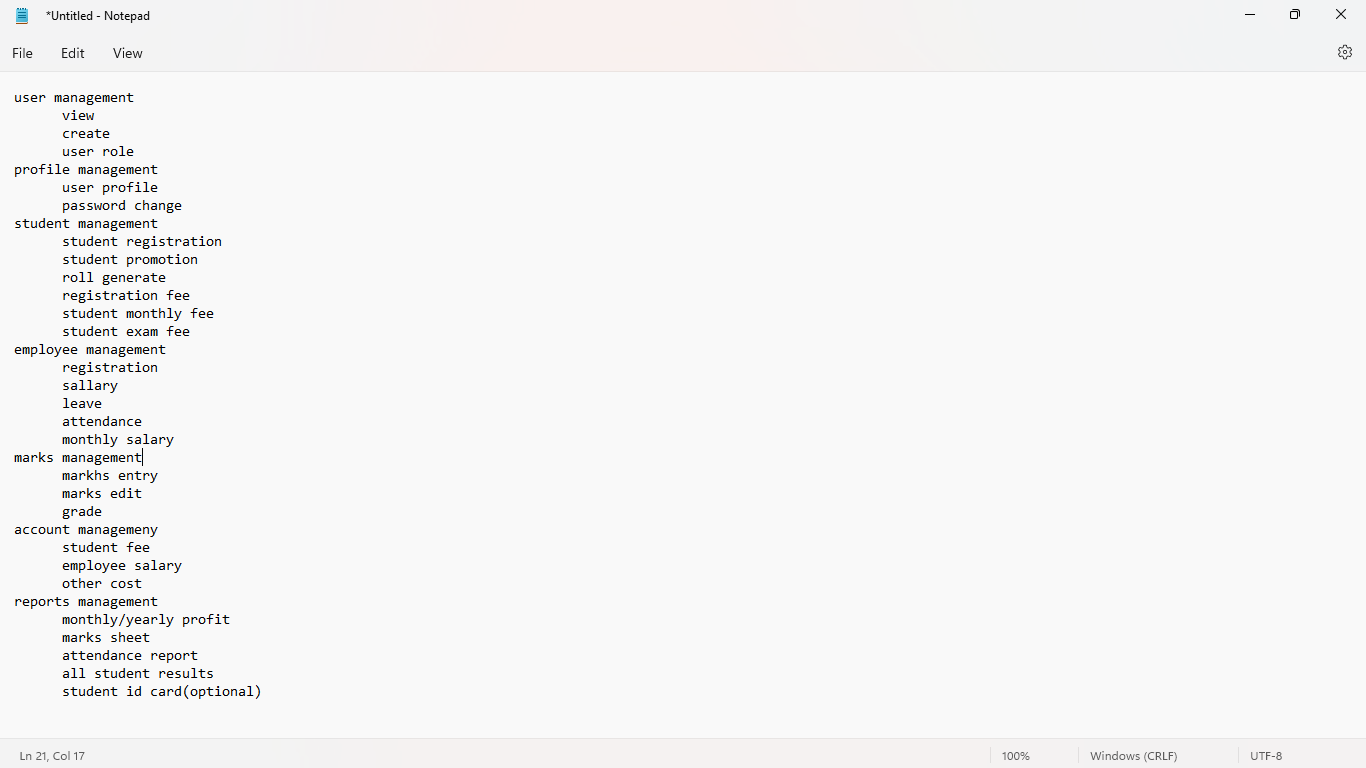 *Untitled - Notepad
File Edit View
user management
view
create
user role
profile management
user profile
password change
student management
student registration
student promotion
roll generate
registration fee
student monthly fee
student exam fee
employee management
registration
sallary
leave
attendance
monthly salary
marks management
markhs entry
marks edit
grade
account managemeny
student fee
employee salary
other cost
reports management
monthly/yearly profit
marks sheet
attendance report
all student results
student id card(optional)
Ln 21, Col 17 100% Windows (CRLF) UTF-8